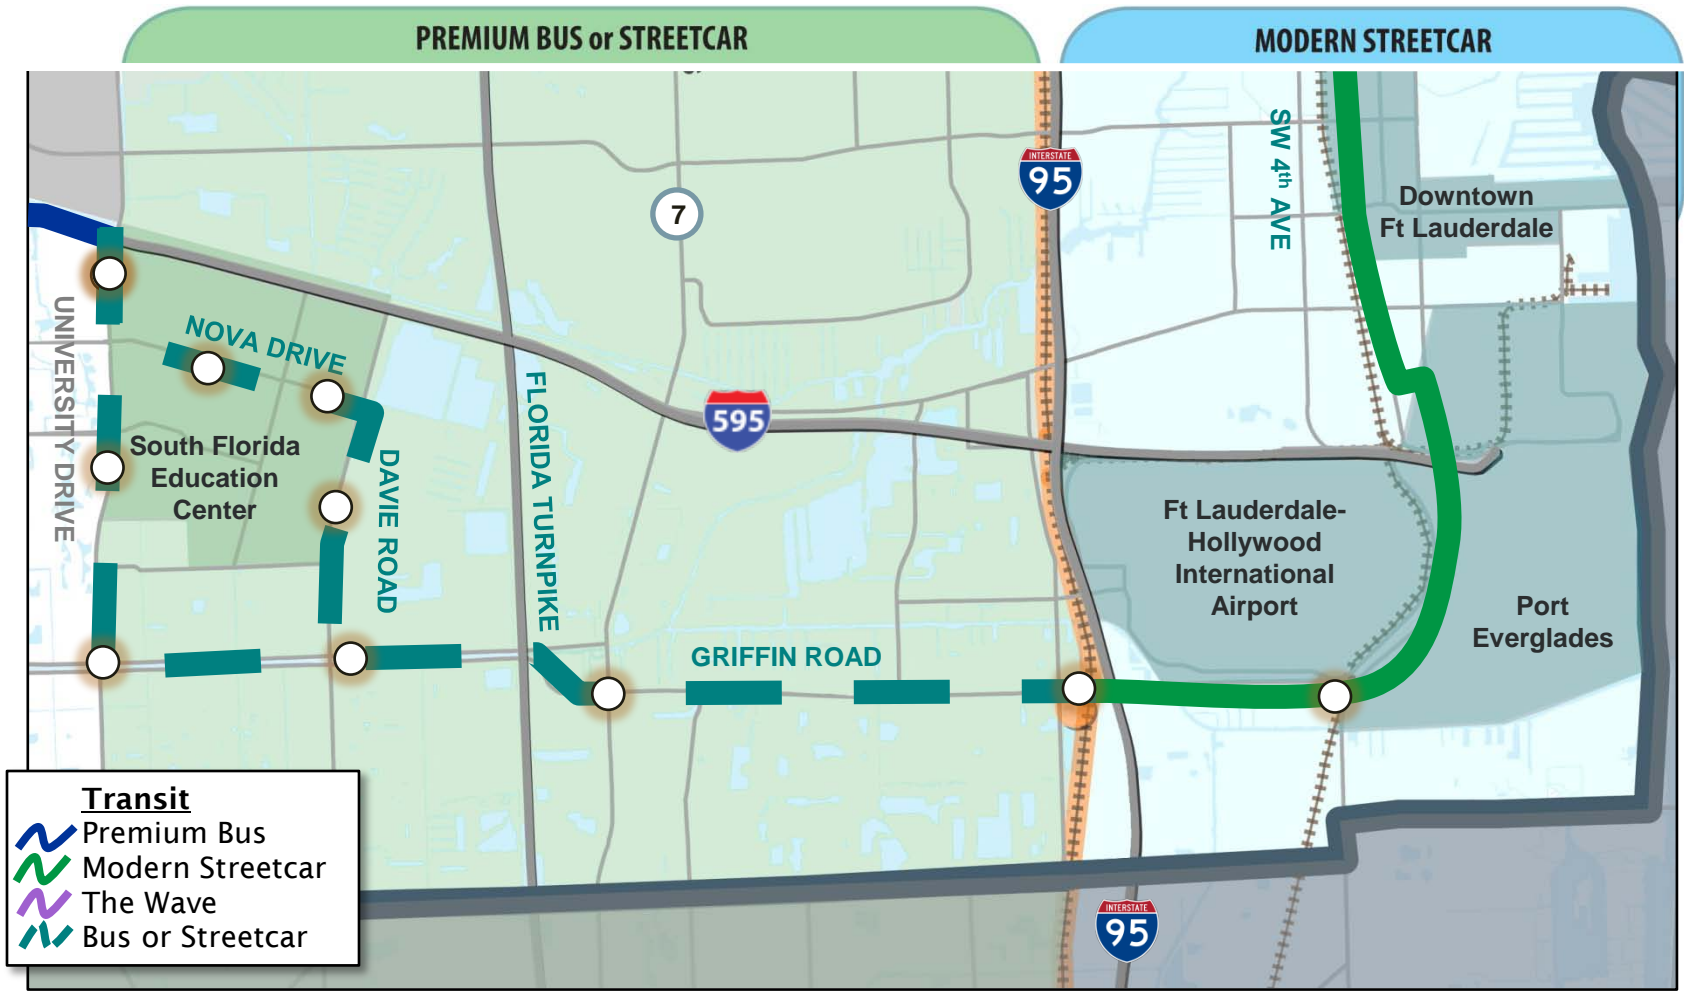 PREMIUM BUS or STREETCAR
MODERN STREETCAR
INTERSTATE
95
7
SW 4th AVE
Downtown
Ft Lauderdale
UNIVERSITY DRIVE
NOVA DRIVE
FLORIDA TURNPIKE
595
South Florida
Education
Center
DAVIE ROAD
Ft Lauderdale-
Hollywood
International
Airport
Port
Everglades
GRIFFIN ROAD
Transit
Premium Bus
Modern Streetcar
The Wave
Bus or Streetcar
INTERSTATE
95